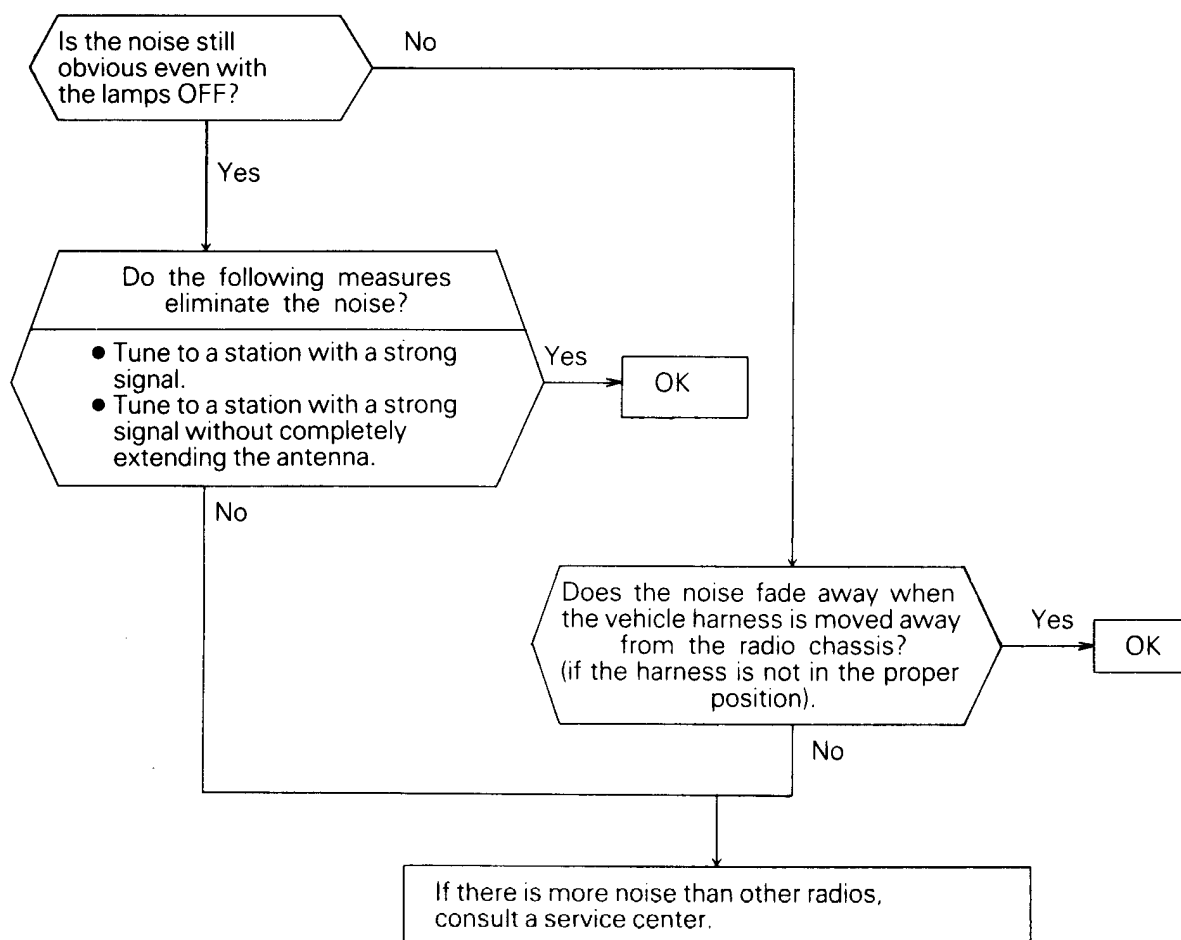 Is the noise still
obvious even with
the lamps OFF?
No
Yes
Do the following measures
eliminate the noise?
● Tune to a station with a strong
signal.
● Tune to a station with a strong
signal without completely
extending the antenna.
Yes
OK
No
Does the noise fade away when
the vehicle harness is moved away
from the radio chassis?
(if the harness is not in the proper
position).
Yes
OK
No
If there is more noise than other radios,
consult a service center.